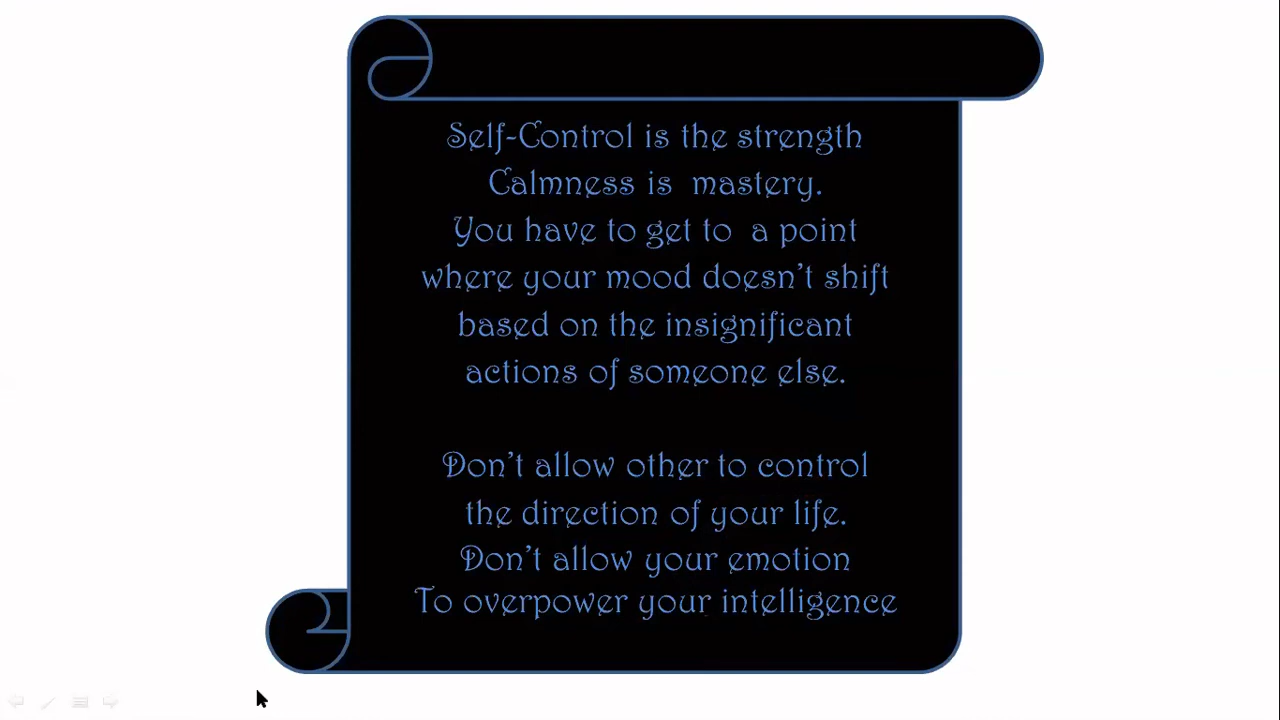 Self-Control is the strength
Calmness is mastery.
You have to get to a point
where your mood doesn't shift
based on the insignificant
actions of someone else.
Don't allow other to control
the direction of your life.
Don't allow your emotion
To overpower your intelligence